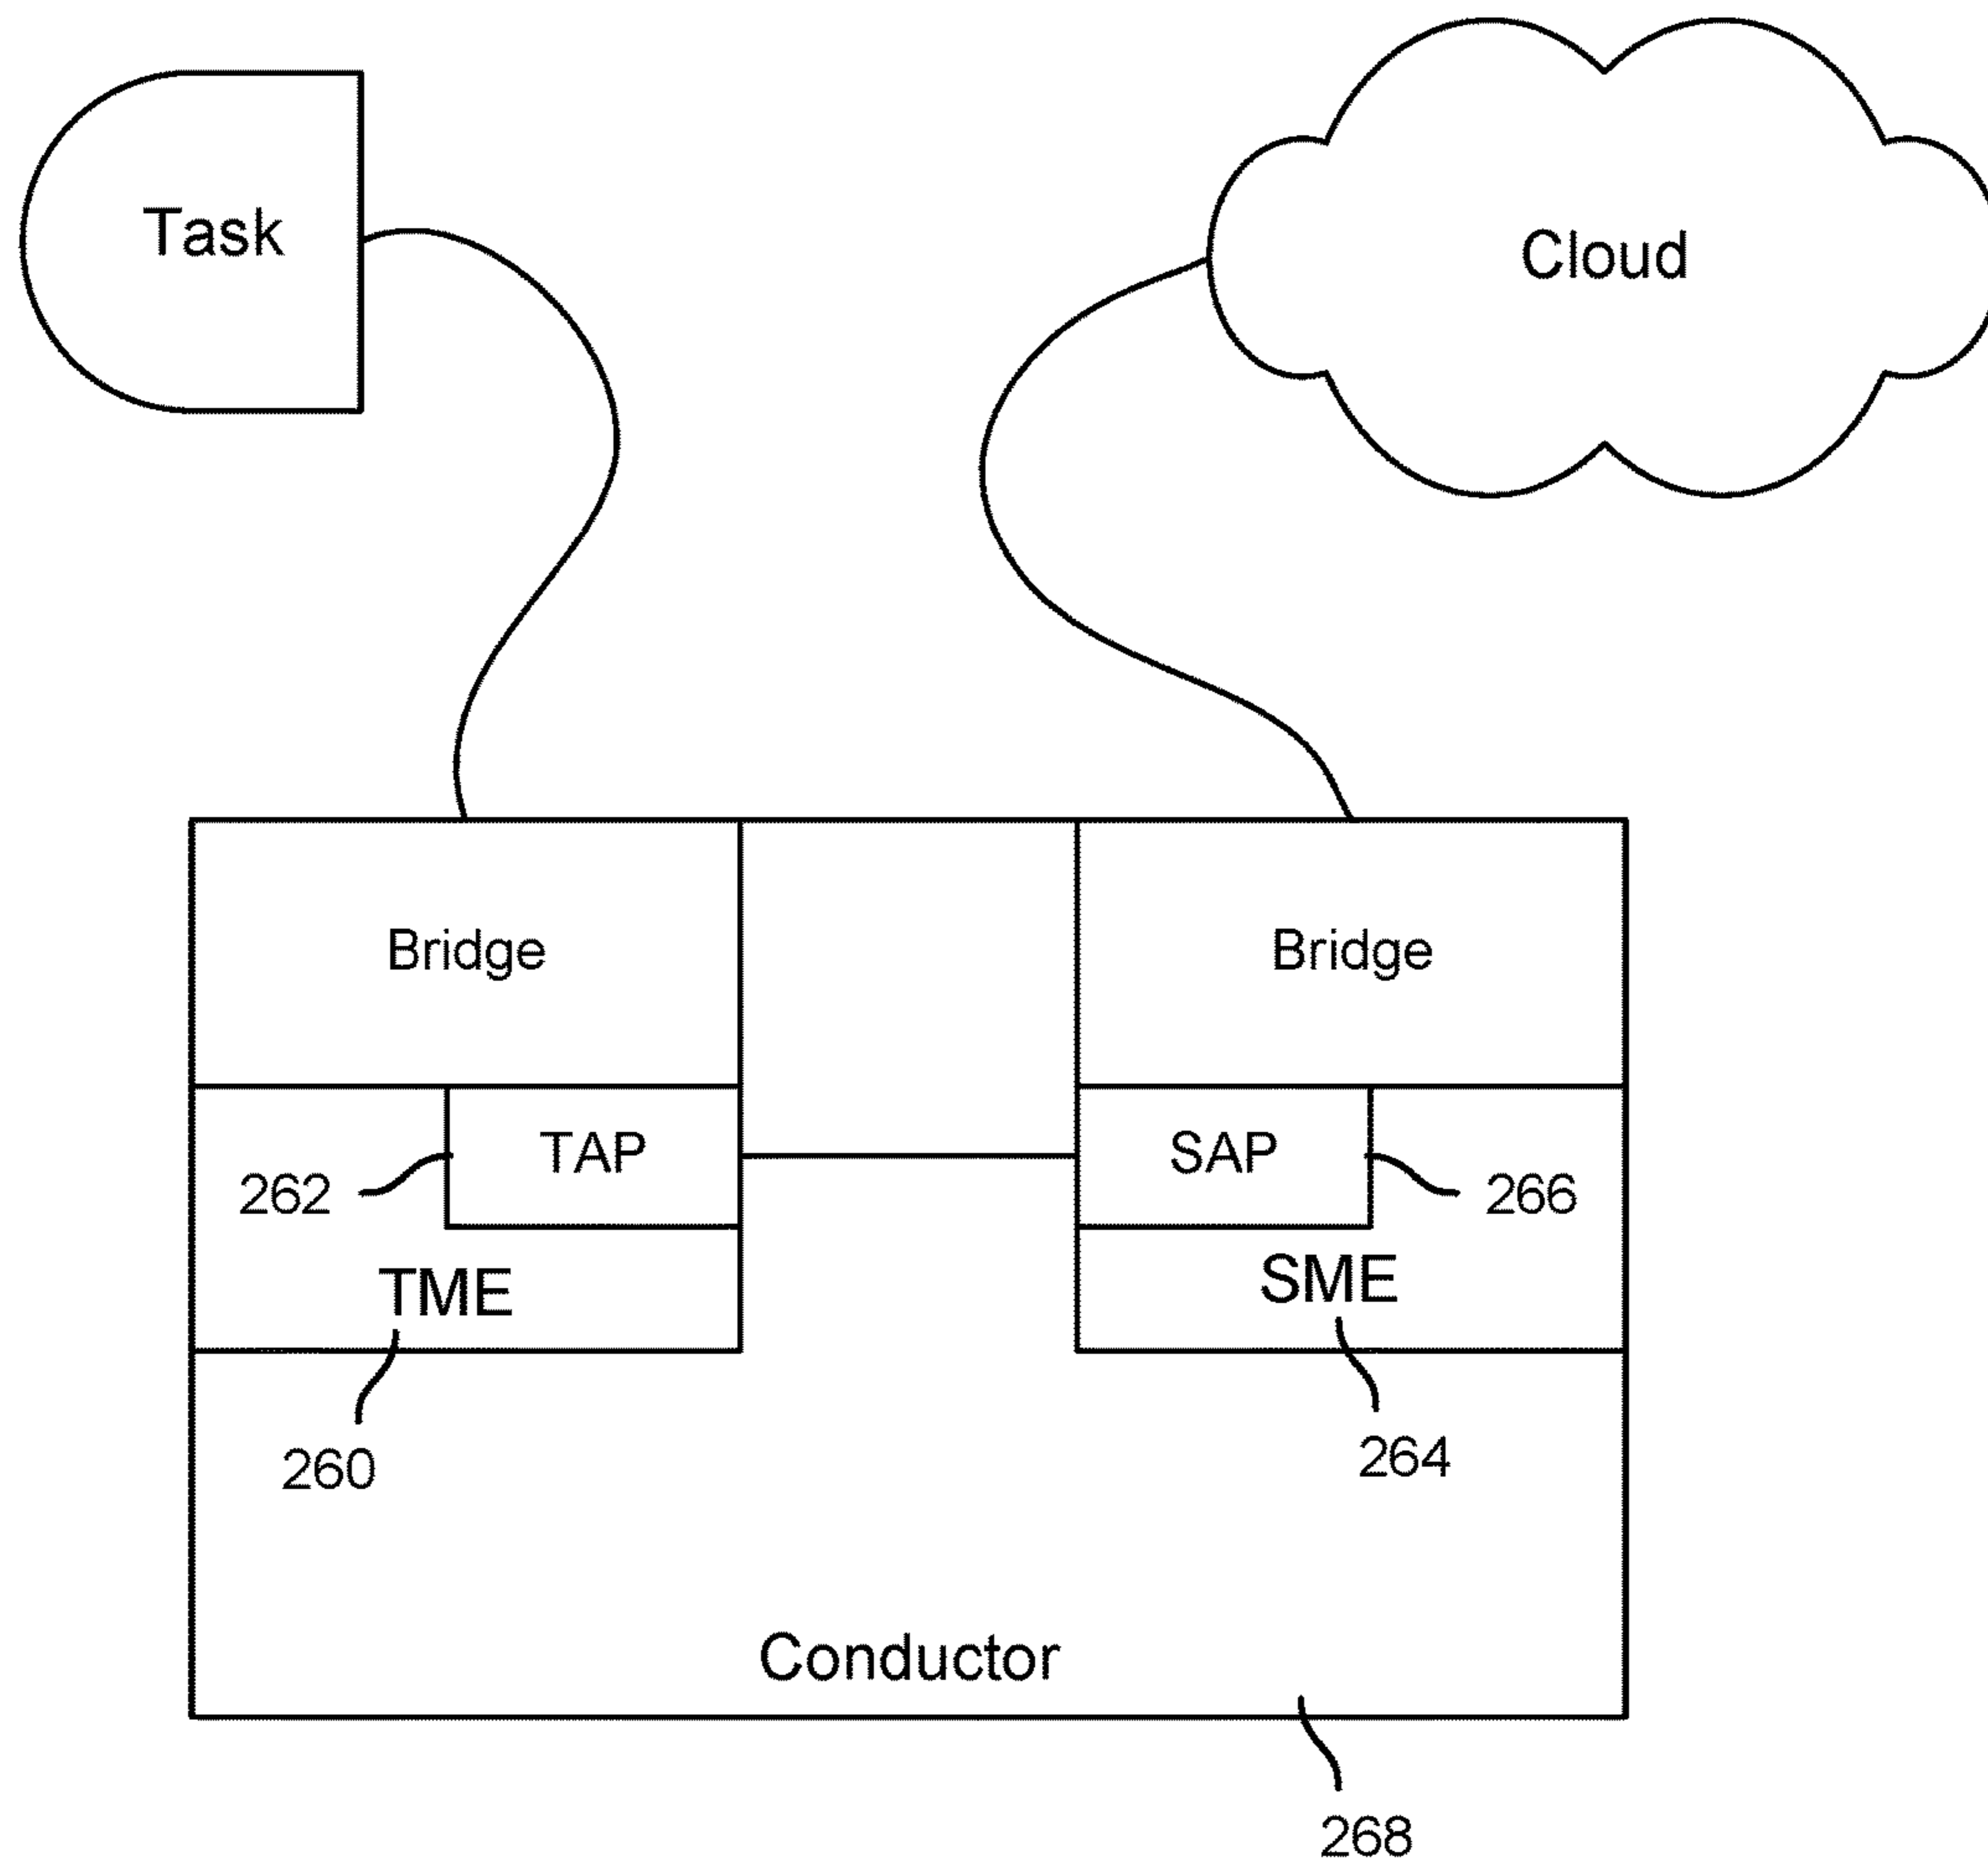 Task
Cloud
Bridge
Bridge
TAP
SAP
262
266
TME
SME
260
264
Conductor
268